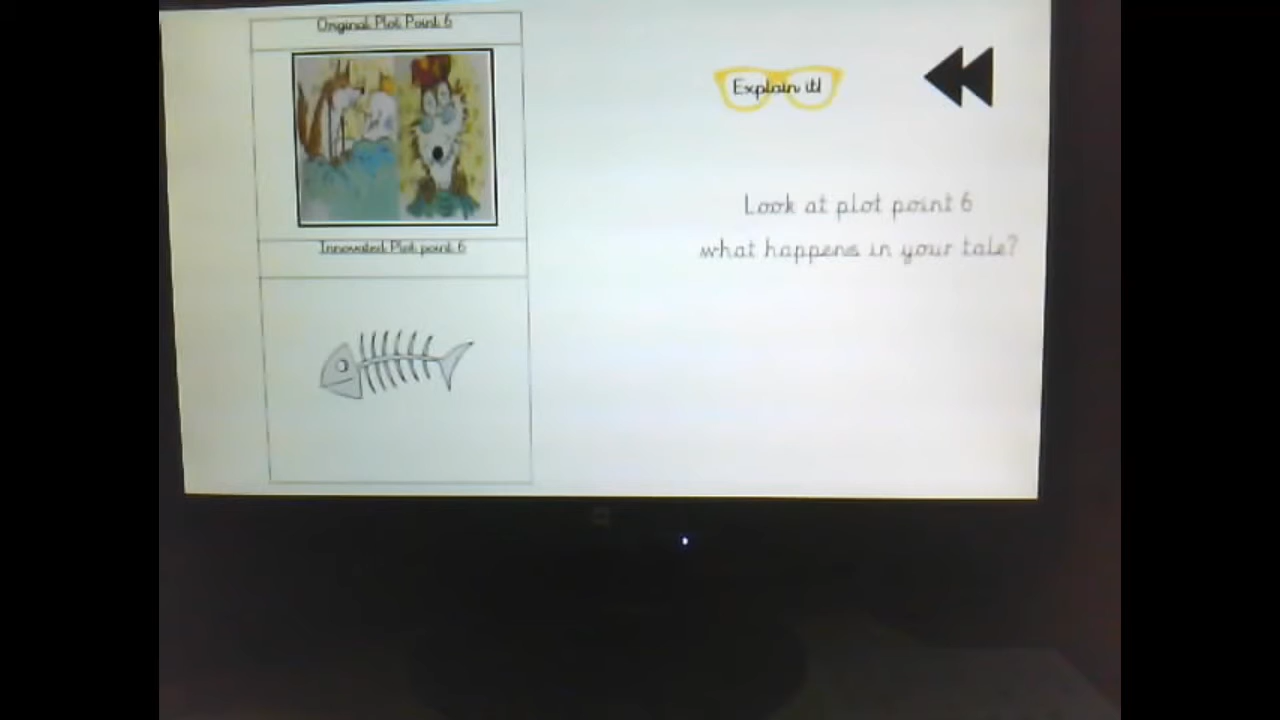 Original Plot Point 6
Innovated Plot point 6
Explain it!
Look at plot point 6
what happens in your tale?